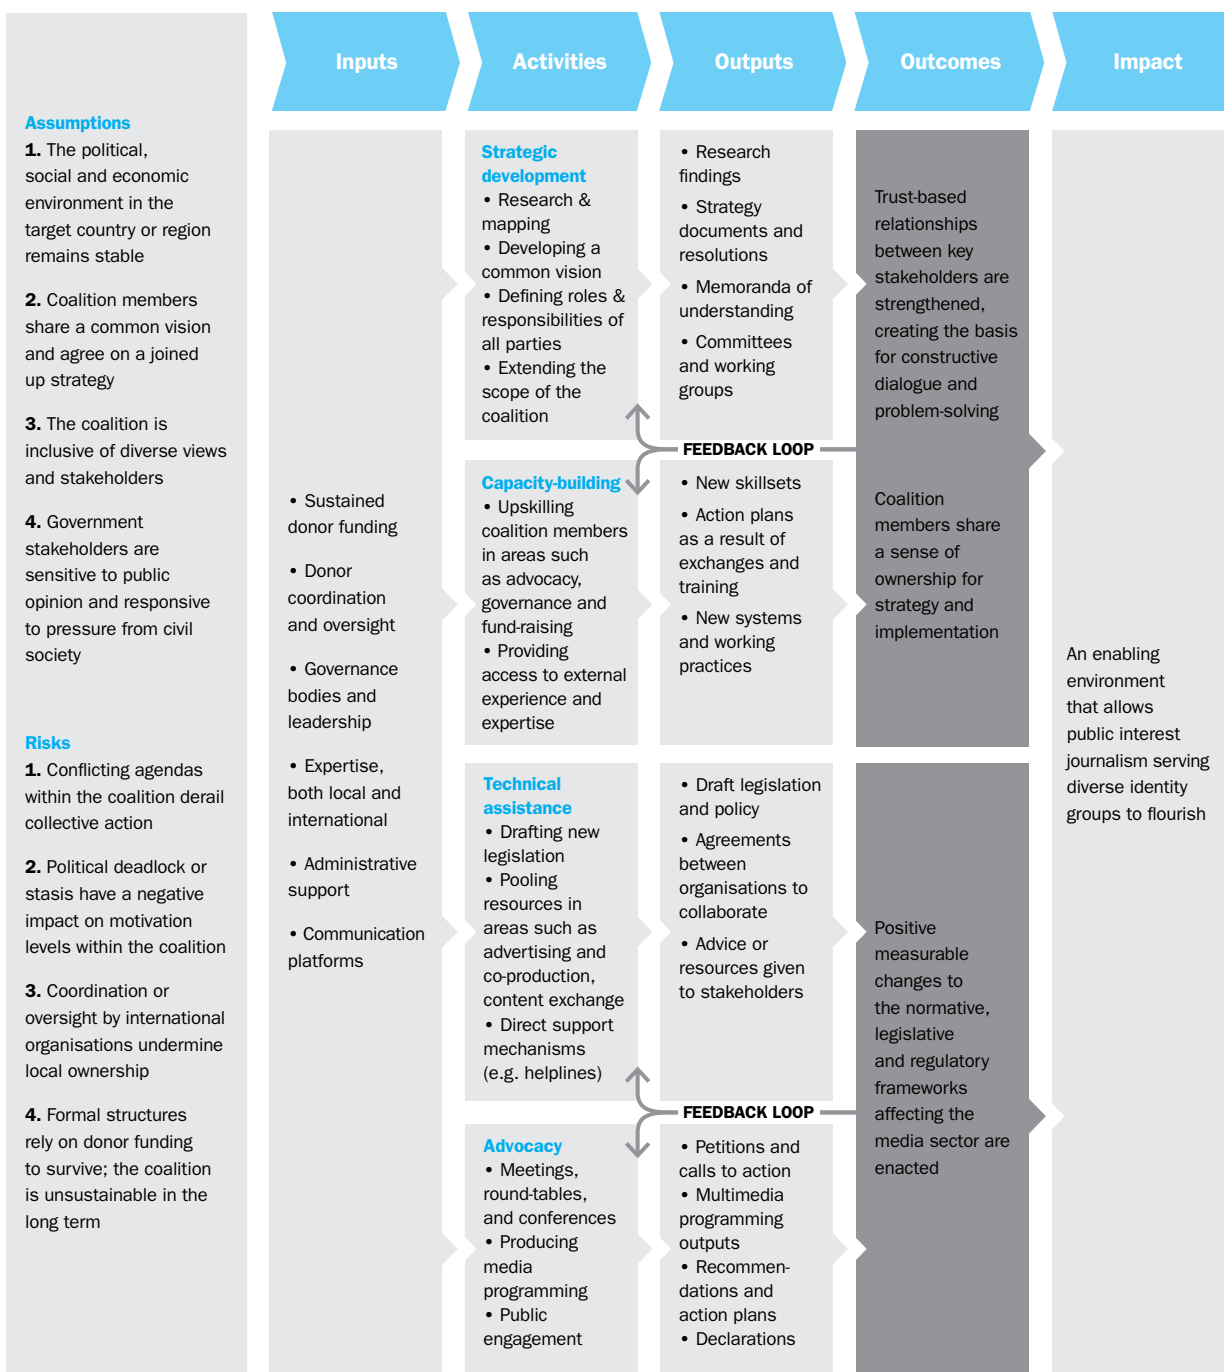 Inputs
Activities
Outputs
Outcomes
Impact
Assumptions
1. The political,
social and economic
environment in the
target country or region
remains stable
2. Coalition members
share a common vision
and agree on a joined
up strategy
3. The coalition is
inclusive of diverse views
and stakeholders
4. Government
stakeholders are
sensitive to public
opinion and responsive
to pressure from civil
society
Risks
1. Conflicting agendas
within the coalition derail
collective action
2. Political deadlock or
stasis have a negative
impact on motivation
levels within the coalition
3. Coordination or
oversight by international
organisations undermine
local ownership
4. Formal structures
rely on donor funding
to survive; the coalition
is unsustainable in the
long term
• Sustained
donor funding
• Donor
coordination
and oversight
• Governance
bodies and
leadership
• Expertise,
both local and
international
• Administrative
support
• Communication
platforms
Strategic
development
• Research &
mapping
• Developing a
common vision
• Defining roles &
responsibilities of
all parties
• Extending the
scope of the
coalition
• Research
findings
• Strategy
documents and
resolutions
• Memoranda of
understanding
• Committees
and working
groups
FEEDBACK LOOP
Capacity-building
• Upskilling
coalition members
in areas such
as advocacy,
governance and
fund-raising
• Providing
access to external
experience and
expertise
• New skillsets
• Action plans
as a result of
exchanges and
training
• New systems
and working
practices
Trust-based
relationships
between key
stakeholders are
strengthened,
creating the basis
for constructive
dialogue and
problem-solving
Coalition
members share
a sense of
ownership for
strategy and
implementation
Technical
assistance
• Drafting new
legislation
• Pooling
resources in
areas such as
advertising and
co-production,
content exchange
• Direct support
mechanisms
(e.g. helplines)
• Draft legislation
and policy
• Agreements
between
organisations to
collaborate
• Advice or
resources given
to stakeholders
FEEDBACK LOOP
Advocacy
• Meetings,
round-tables,
and conferences
• Producing
media
programming
• Public
engagement
• Petitions and
calls to action
• Multimedia
programming
outputs
• Recommen-
dations and
action plans
• Declarations
Positive
measurable
changes to
the normative,
legislative
and regulatory
frameworks
affecting the
media sector are
enacted
An enabling
environment
that allows
public interest
journalism serving
diverse identity
groups to flourish